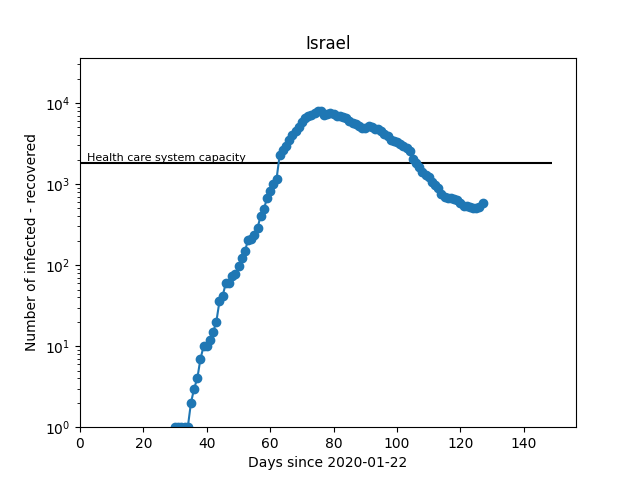 Israel
Number of infected - recovered
10^4
10^3
10^2
10^1
10^0
Health care system capacity
0 20 40 60 80 100 120 140
Days since 2020-01-22